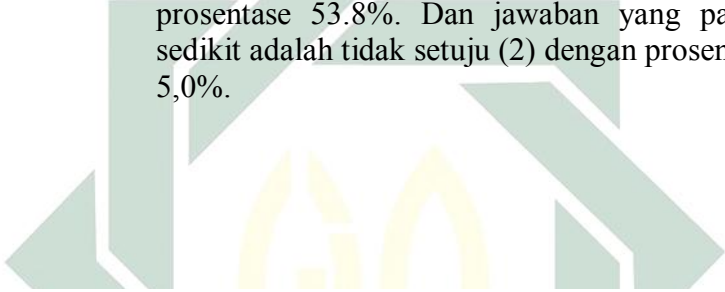 prosentase 53.8%. Dan jawaban yang
sedikit adalah tidak setuju (2) dengan
5,0%.